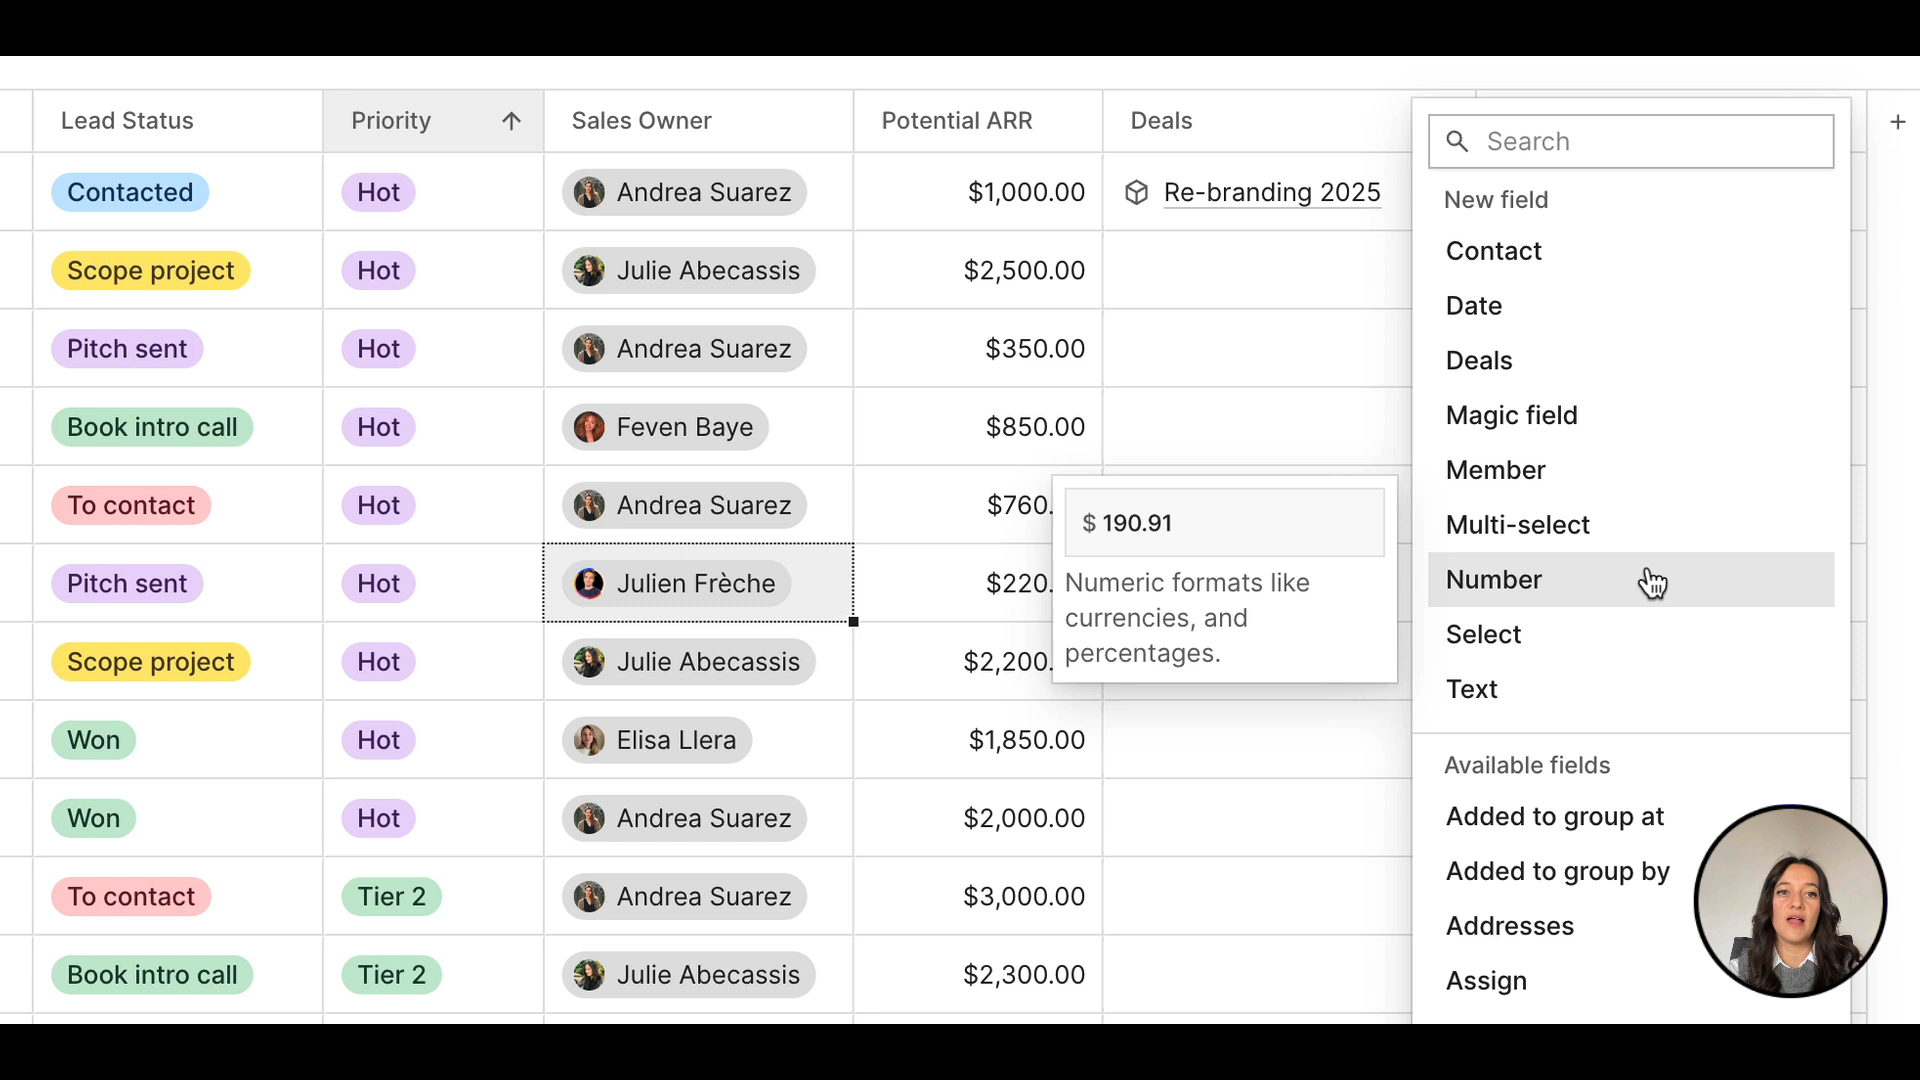 Lead Status Priority Sales Owner Potential ARR Deals
Contacted Hot Andrea Suarez $1,000.00 Re-branding 2025
Scope project Hot Julie Abecassis $2,500.00
Pitch sent Hot Andrea Suarez $350.00
Book intro call Hot Feven Baye $850.00
To contact Hot Andrea Suarez $760.
Pitch sent Hot Julien Frèche $220.
Scope project Hot Julie Abecassis $2,200.
Won Hot Elisa Llera $1,850.00
Won Hot Andrea Suarez $2,000.00
To contact Tier 2 Andrea Suarez $3,000.00
Book intro call Tier 2 Julie Abecassis $2,300.00
$ 190.91
Numeric formats like
currencies, and
percentages.
Search
New field
Contact
Date
Deals
Magic field
Member
Multi-select
Number
Select
Text
Available fields
Added to group at
Added to group by
Addresses
Assign
+